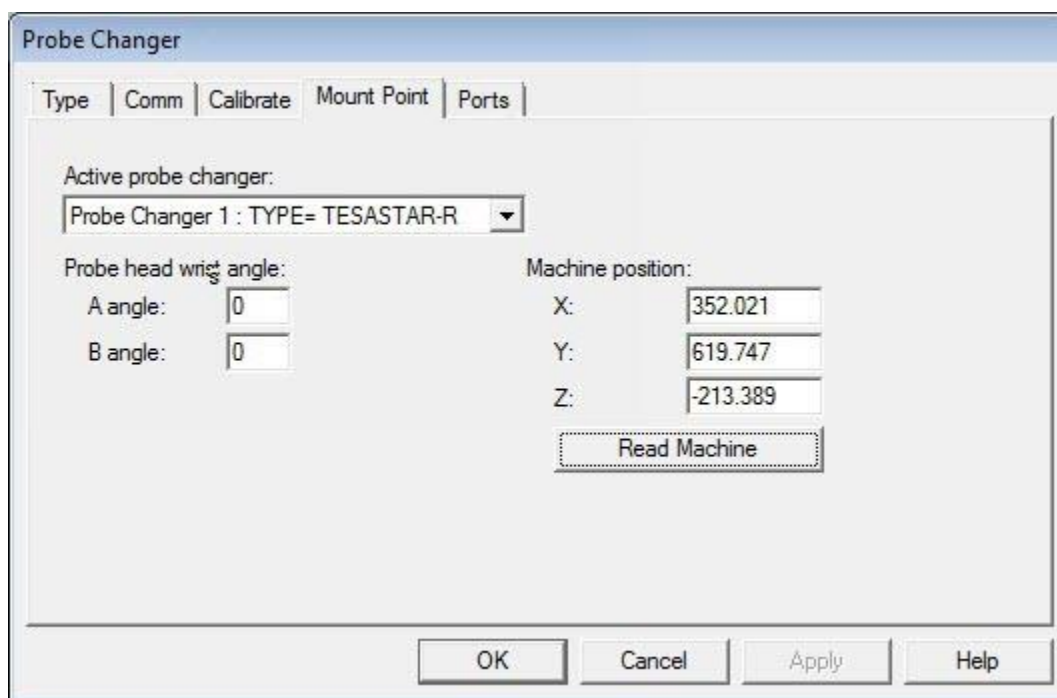 Probe Changer
Type Comm Calibrate Mount Point Ports
Active probe changer:
Probe Changer 1 : TYPE= TESASTAR-R
Probe head wrist angle: Machine position:
A angle: 0 X: 352.021
B angle: 0 Y: 619.747
Z: -213.389
Read Machine
OK Cancel Apply Help